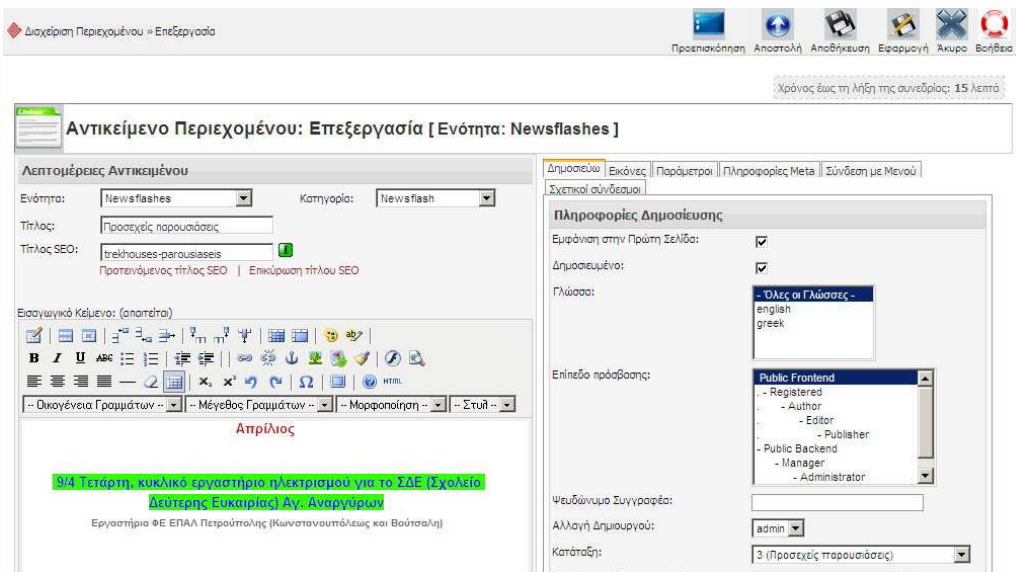 Διαχείριση Περιεχομένου » Επεξεργασία
Προεπισκόπηση Αποστολή Αποθήκευση Εφαρμογή Άκυρο Βοήθεια
Χρόνος έως τη λήξη της συνεδρίας: 15 λεπτά
Αντικείμενο Περιεχομένου: Επεξεργασία [ Ενότητα: Newsflashes ]
Λεπτομέρειες Αντικειμένου
Ενότητα: Newsflashes Κατηγορία: Newsflash
Τίτλος: Προσεχείς παρουσιάσεις
Τίτλος SEO: trekhouses-parousiaseis
Προτεινόμενος τίτλος SEO | Επικύρωση τίτλου SEO
Εισαγωγικό Κείμενο: (απαιτείται)
B I U ABC
HTML
-- Οικογένεια Γραμμάτων -- -- Μέγεθος Γραμμάτων -- -- Μορφοποίηση -- -- Στυλ --
Απρίλιος
9/4 Τετάρτη, κυκλικό εργαστήριο ηλεκτρισμού για το ΣΔΕ (Σχολείο
Δεύτερης Ευκαιρίας) Αγ. Αναργύρων
Εργαστήρια ΦΕ ΕΠΑΛ Πετρούπολης (Κωνσταντινουπόλεως και Βούτσαλη)
Δημοσιεύω Εικόνες Παράμετροι Πληροφορίες Meta Σύνδεση με Μενού
Σχετικοί σύνδεσμοι
Πληροφορίες Δημοσίευσης
Εμφάνιση στην Πρώτη Σελίδα:
Δημοσιευμένο:
Γλώσσα:
- Όλες οι Γλώσσες -
english
greek
Επίπεδο πρόσβασης:
Public Frontend
. - Registered
. - Author
. - Editor
. - Publisher
- Public Backend
- Manager
- Administrator
Ψευδώνυμο Συγγραφέα:
Αλλαγή Δημιουργού: admin
Κατάταξη: 3 (Προσεχείς παρουσιάσεις)